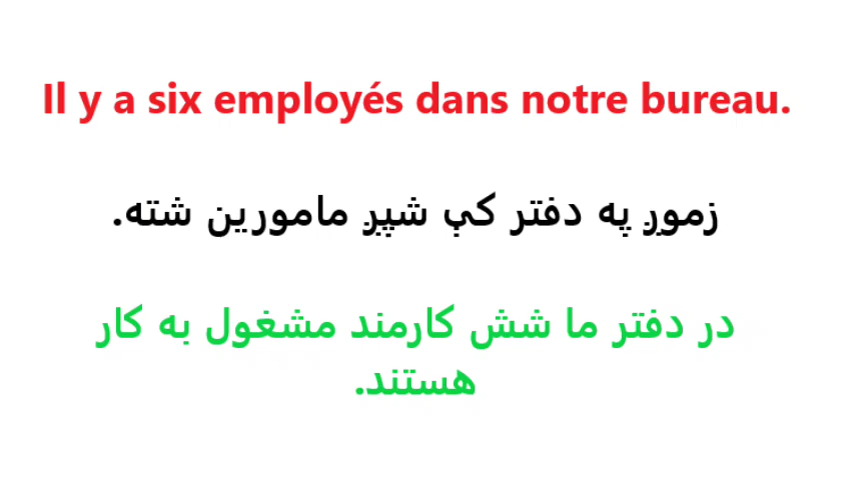 Il y a six employés dans notre bureau.
زموږ په دفتر کې شپږ مامورین شته.
در دفتر ما شش کارمند مشغول به کار
هستند.